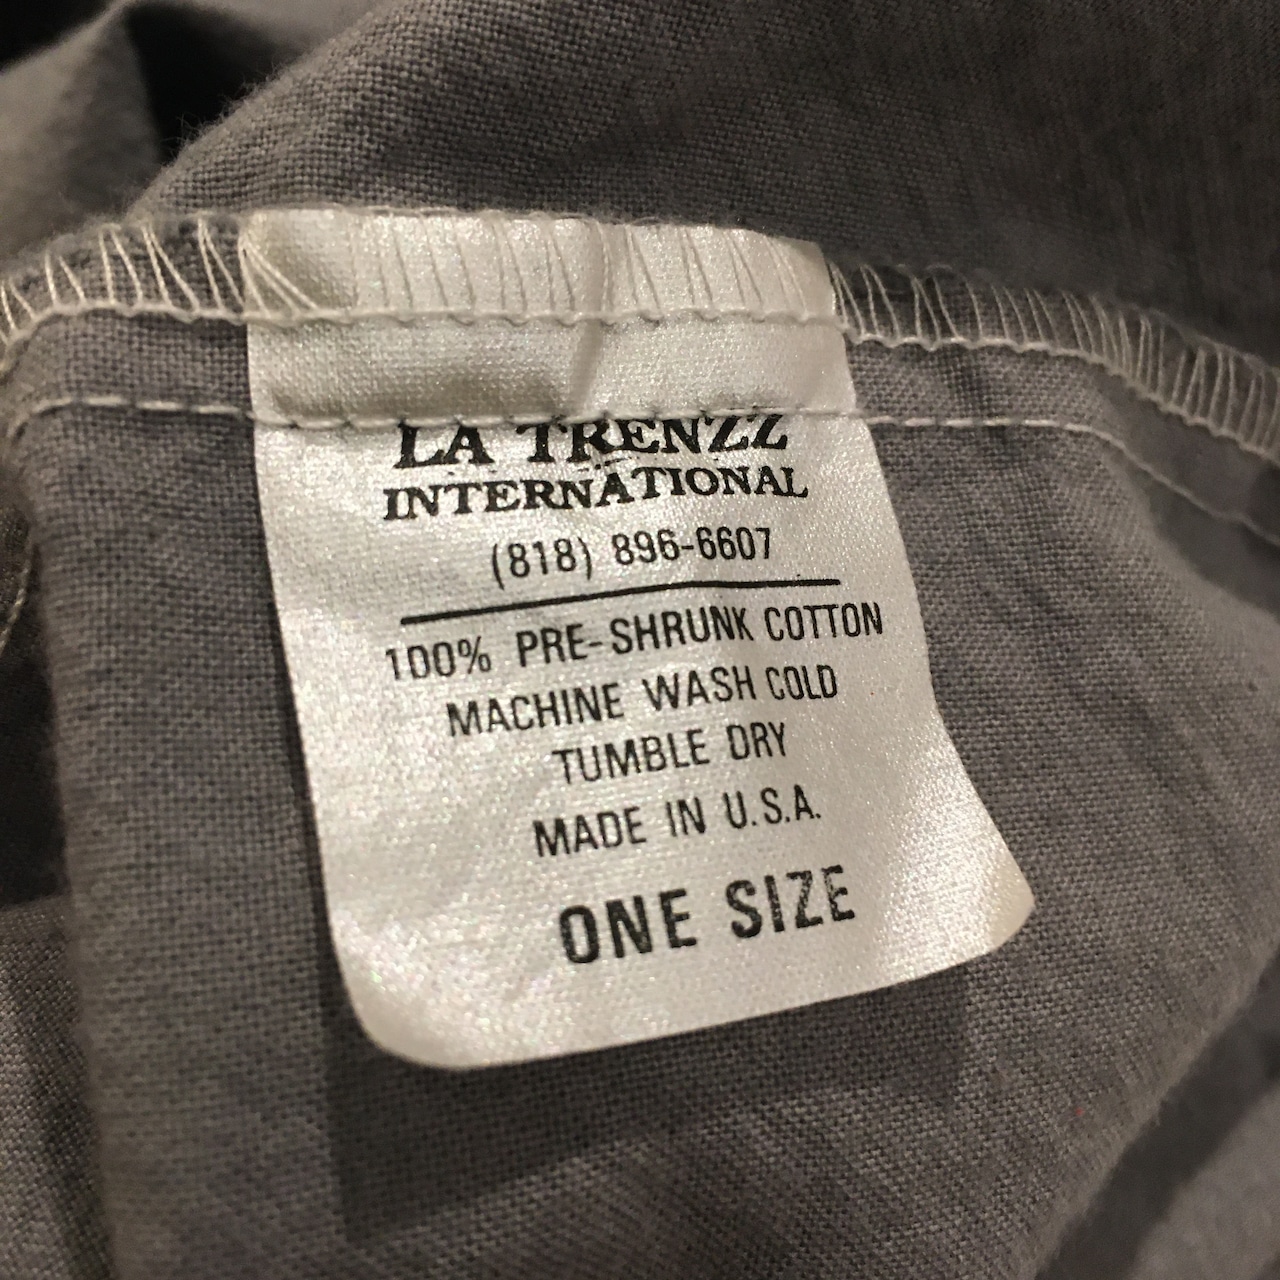 LA TRENZZ
INTERNATIONAL
(818) 896-6607
100% PRE-SHRUNK COTTON
MACHINE WASH COLD
TUMBLE DRY
MADE IN U.S.A.
ONE SIZE